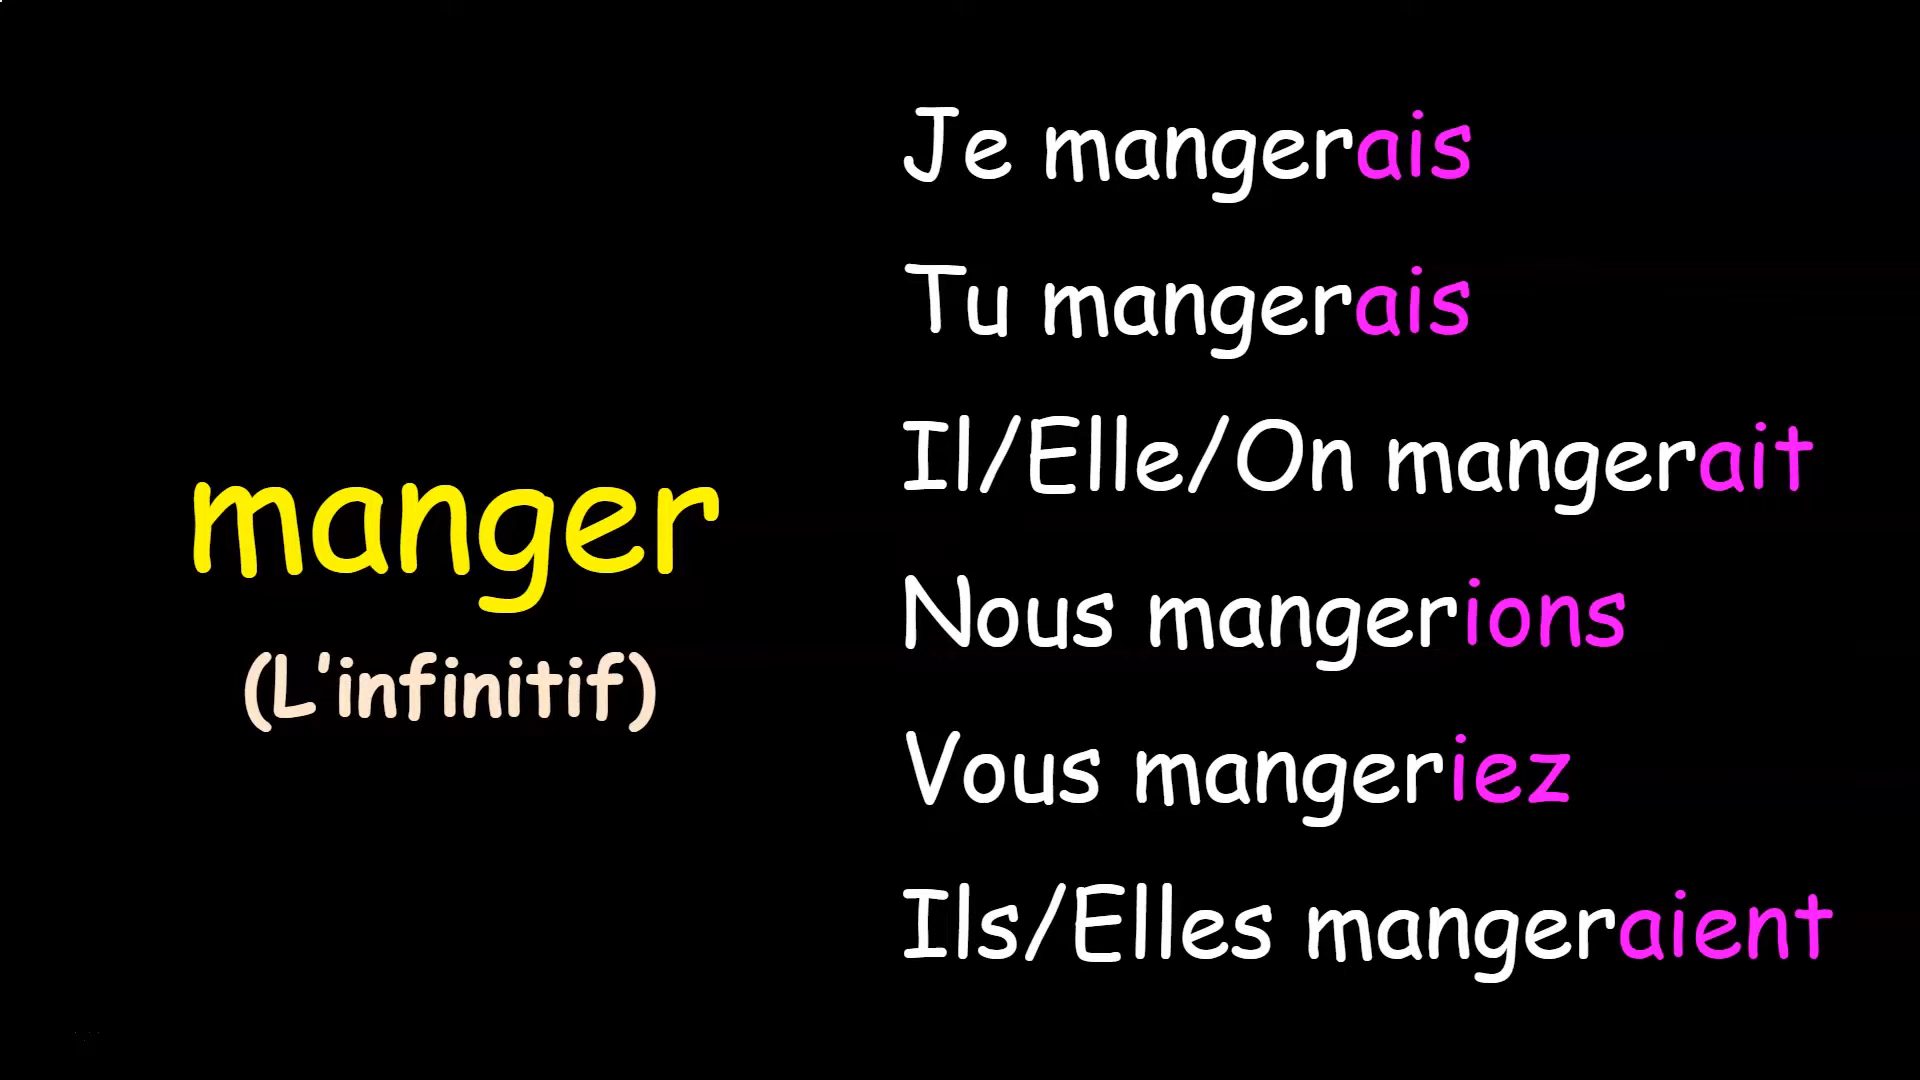 manger
(L'infinitif)
Je mangerais
Tu mangerais
Il/Elle/On mangerait
Nous mangerions
Vous mangeriez
Ils/Elles mangeraient